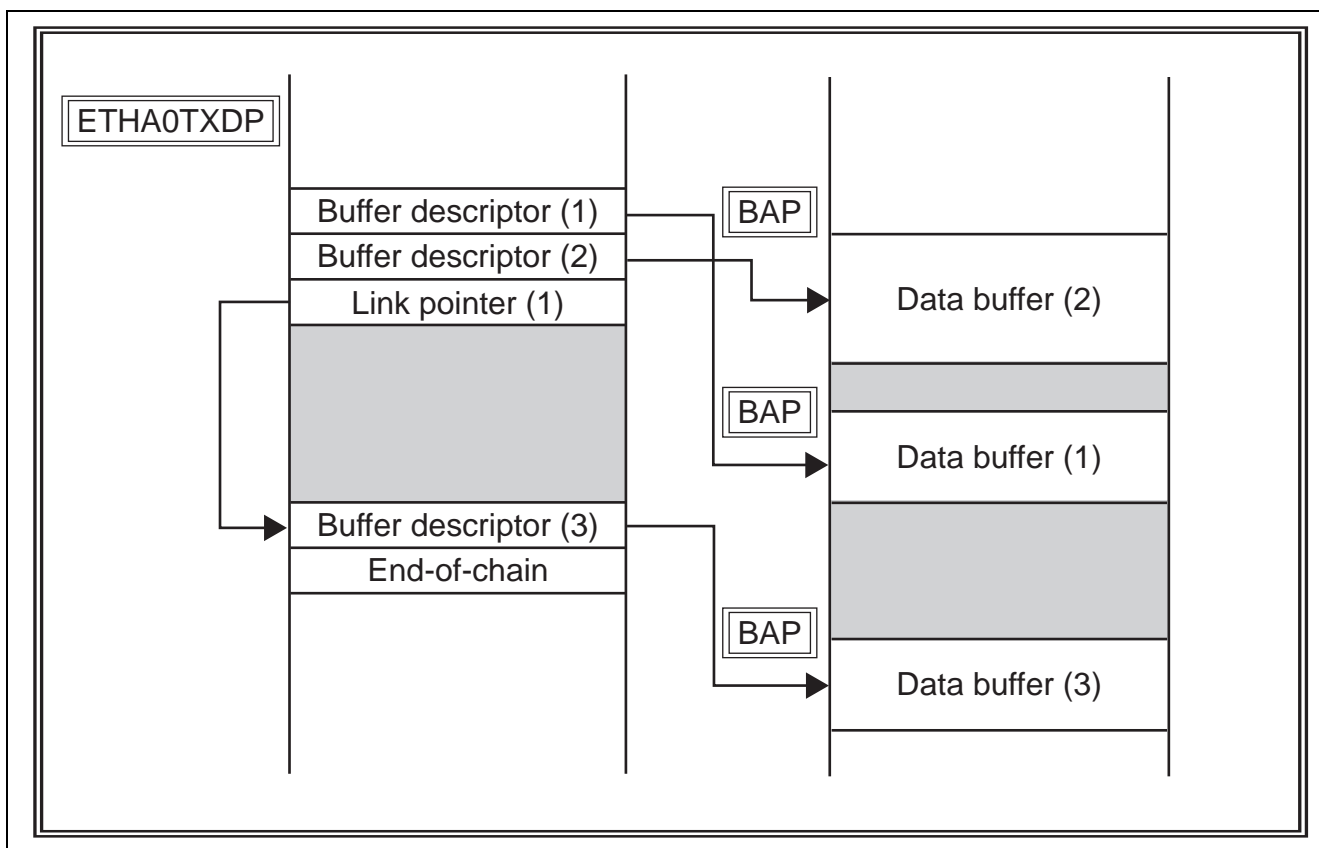 ETHA0TXDP
Buffer descriptor (1)
BAP
Buffer descriptor (2)
Link pointer (1)
Data buffer (2)
BAP
Data buffer (1)
Buffer descriptor (3)
End-of-chain
BAP
Data buffer (3)